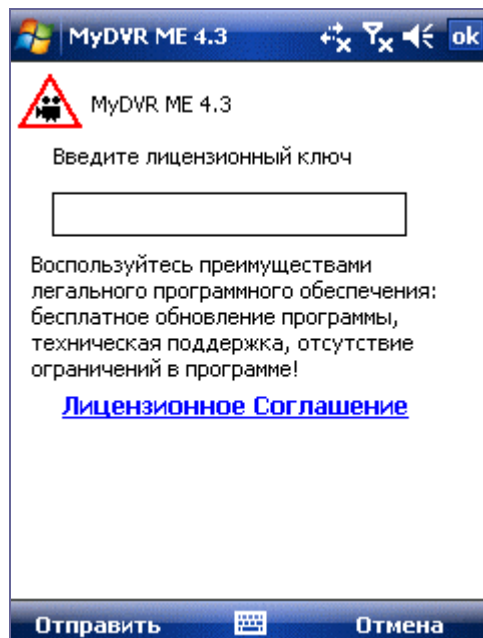 MyDVR ME 4.3
ok
MyDVR ME 4.3
Введите лицензионный ключ
Воспользуйтесь преимуществами
легального программного обеспечения:
бесплатное обновление программы,
техническая поддержка, отсутствие
ограничений в программе!
Лицензионное Соглашение
Отправить
Отмена